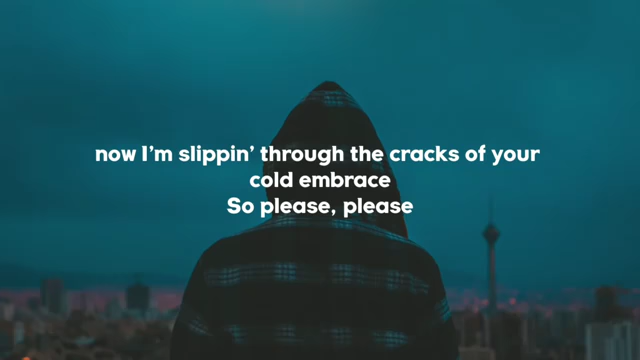 now I’m slippin’ through the cracks of your
cold embrace
So please, please